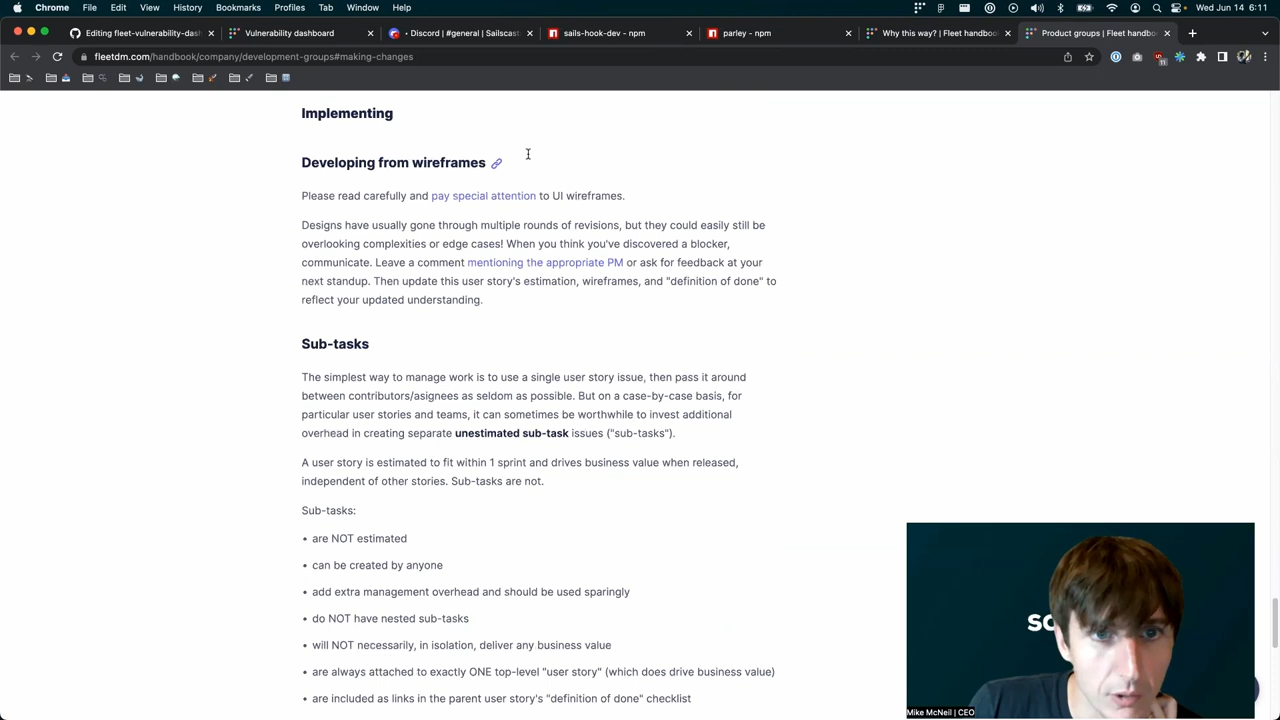 Chrome File Edit View History Bookmarks Profiles Tab Window Help Wed Jun 14 6:11
Editing fleet-vulnerability-dash Vulnerability dashboard • Discord | #general | Sailscast sails-hook-dev - npm parley - npm Why this way? | Fleet handboo Product groups | Fleet handbo
fleetdm.com/handbook/company/development-groups#making-changes
Implementing
Developing from wireframes
Please read carefully and pay special attention to UI wireframes.
Designs have usually gone through multiple rounds of revisions, but they could easily still be
overlooking complexities or edge cases! When you think you've discovered a blocker,
communicate. Leave a comment mentioning the appropriate PM or ask for feedback at your
next standup. Then update this user story's estimation, wireframes, and "definition of done" to
reflect your updated understanding.
Sub-tasks
The simplest way to manage work is to use a single user story issue, then pass it around
between contributors/asignees as seldom as possible. But on a case-by-case basis, for
particular user stories and teams, it can sometimes be worthwhile to invest additional
overhead in creating separate unestimated sub-task issues ("sub-tasks").
A user story is estimated to fit within 1 sprint and drives business value when released,
independent of other stories. Sub-tasks are not.
Sub-tasks:
• are NOT estimated
• can be created by anyone
• add extra management overhead and should be used sparingly
• do NOT have nested sub-tasks
• will NOT necessarily, in isolation, deliver any business value
• are always attached to exactly ONE top-level "user story" (which does drive business value)
• are included as links in the parent user story's "definition of done" checklist
so
Mike McNeil | CEO